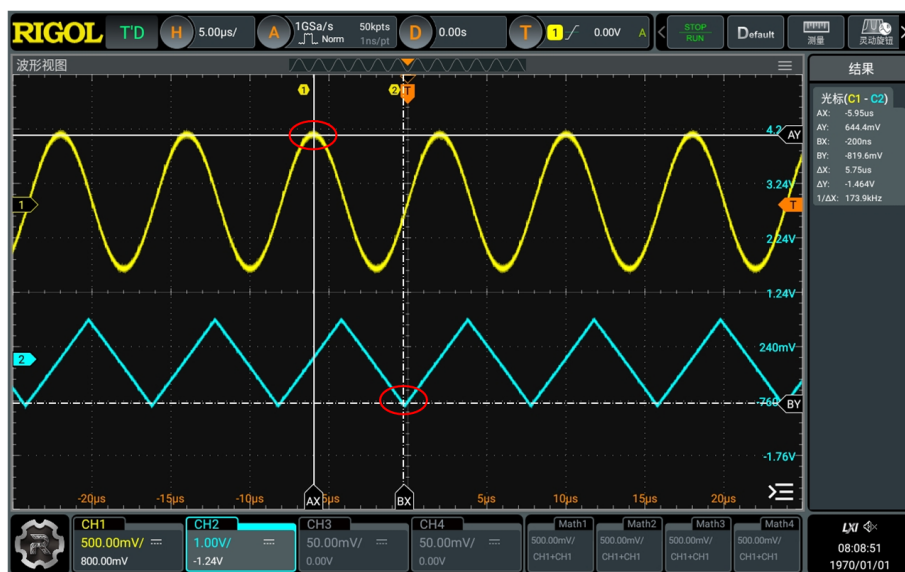 RIGOL T'D H 5.00μs/ A 1GSa/s Norm 50kpts 1ns/pt D 0.00s T 1 0.00V A STOP RUN Default 测量 灵动旋钮
波形视图
结果
1 2 T
光标(C1 - C2)
AX: -5.95us
AY: 644.4mV
BX: -200ns
BY: -819.6mV
ΔX: 5.75us
ΔY: -1.464V
1/ΔX: 173.9kHz
AY
3.24V
1 T
2.24V
1.24V
2
240mV
BY
-1.76V
-20μs -15μs -10μs AX BX 5μs 10μs 15μs 20μs
CH1 CH2 CH3 CH4 Math1 Math2 Math3 Math4
500.00mV/ 1.00V/ 50.00mV/ 50.00mV/ 500.00mV/ 500.00mV/ 500.00mV/ 500.00mV/
800.00mV -1.24V 0.00V 0.00V CH1+CH1 CH1+CH1 CH1+CH1 CH1+CH1
LXI
08:08:51
1970/01/01